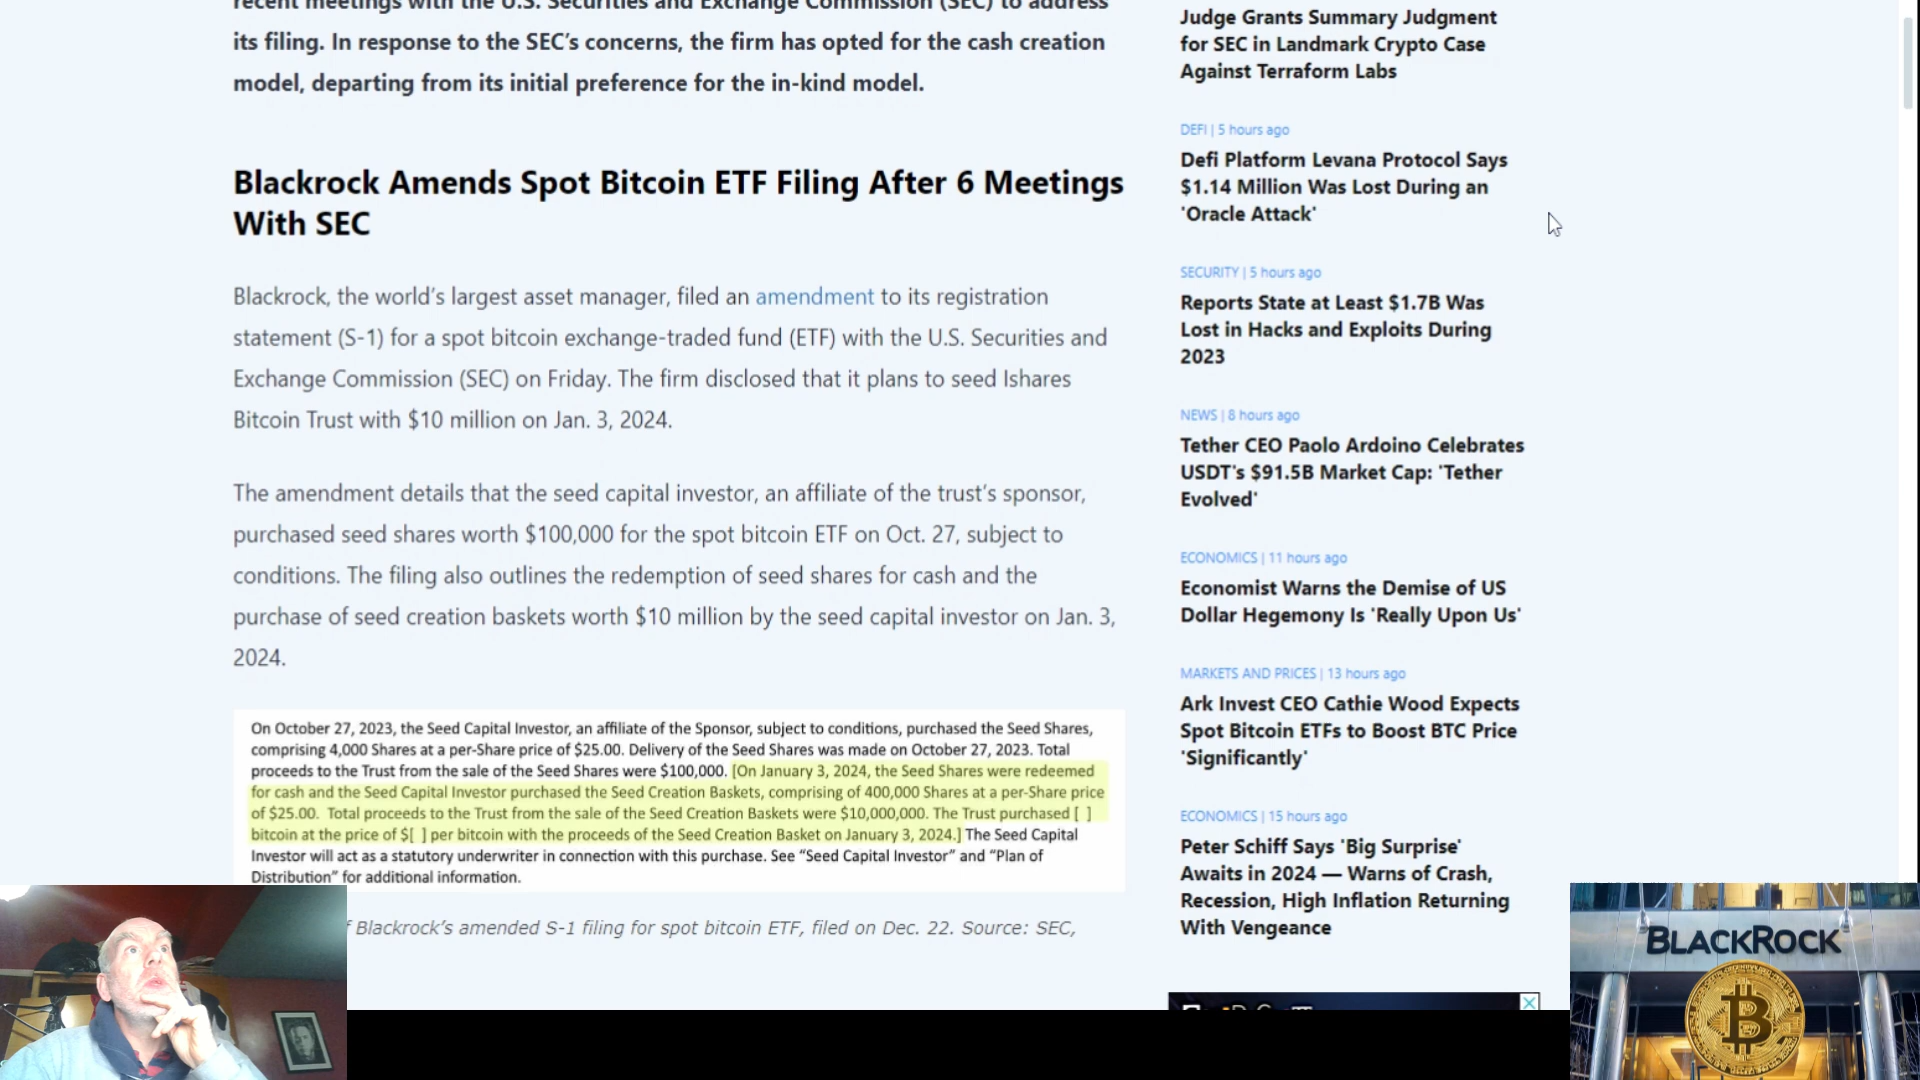 recent meetings with the U.S. Securities and Exchange Commission (SEC) to address
its filing. In response to the SEC's concerns, the firm has opted for the cash creation
model, departing from its initial preference for the in-kind model.
Blackrock Amends Spot Bitcoin ETF Filing After 6 Meetings
With SEC
Blackrock, the world's largest asset manager, filed an amendment to its registration
statement (S-1) for a spot bitcoin exchange-traded fund (ETF) with the U.S. Securities and
Exchange Commission (SEC) on Friday. The firm disclosed that it plans to seed Ishares
Bitcoin Trust with $10 million on Jan. 3, 2024.
The amendment details that the seed capital investor, an affiliate of the trust's sponsor,
purchased seed shares worth $100,000 for the spot bitcoin ETF on Oct. 27, subject to
conditions. The filing also outlines the redemption of seed shares for cash and the
purchase of seed creation baskets worth $10 million by the seed capital investor on Jan. 3,
2024.
On October 27, 2023, the Seed Capital Investor, an affiliate of the Sponsor, subject to conditions, purchased the Seed Shares,
comprising 4,000 Shares at a per-Share price of $25.00. Delivery of the Seed Shares was made on October 27, 2023. Total
proceeds to the Trust from the sale of the Seed Shares were $100,000. [On January 3, 2024, the Seed Shares were redeemed
for cash and the Seed Capital Investor purchased the Seed Creation Baskets, comprising of 400,000 Shares at a per-Share price
of $25.00. Total proceeds to the Trust from the sale of the Seed Creation Baskets were $10,000,000. The Trust purchased [ ]
bitcoin at the price of $[ ] per bitcoin with the proceeds of the Seed Creation Basket on January 3, 2024.] The Seed Capital
Investor will act as a statutory underwriter in connection with this purchase. See "Seed Capital Investor" and "Plan of
Distribution" for additional information.
Blackrock's amended S-1 filing for spot bitcoin ETF, filed on Dec. 22. Source: SEC,
Judge Grants Summary Judgment
for SEC in Landmark Crypto Case
Against Terraform Labs
DEFI | 5 hours ago
Defi Platform Levana Protocol Says
$1.14 Million Was Lost During an
'Oracle Attack'
SECURITY | 5 hours ago
Reports State at Least $1.7B Was
Lost in Hacks and Exploits During
2023
NEWS | 8 hours ago
Tether CEO Paolo Ardoino Celebrates
USDT's $91.5B Market Cap: 'Tether
Evolved'
ECONOMICS | 11 hours ago
Economist Warns the Demise of US
Dollar Hegemony Is 'Really Upon Us'
MARKETS AND PRICES | 13 hours ago
Ark Invest CEO Cathie Wood Expects
Spot Bitcoin ETFs to Boost BTC Price
'Significantly'
ECONOMICS | 15 hours ago
Peter Schiff Says 'Big Surprise'
Awaits in 2024 — Warns of Crash,
Recession, High Inflation Returning
With Vengeance
BLACKROCK